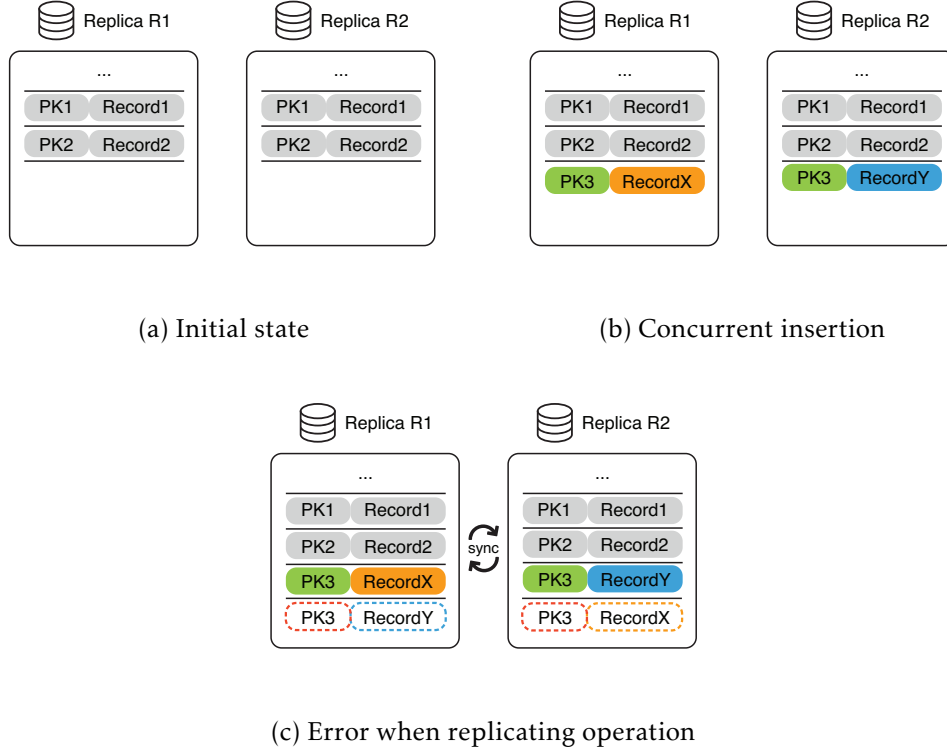 Replica R1
...
PK1 Record1
PK2 Record2
Replica R2
...
PK1 Record1
PK2 Record2
(a) Initial state
Replica R1
...
PK1 Record1
PK2 Record2
PK3 RecordX
Replica R2
...
PK1 Record1
PK2 Record2
PK3 RecordY
(b) Concurrent insertion
Replica R1
...
PK1 Record1
PK2 Record2
PK3 RecordX
PK3 RecordY
sync
Replica R2
...
PK1 Record1
PK2 Record2
PK3 RecordY
PK3 RecordX
(c) Error when replicating operation